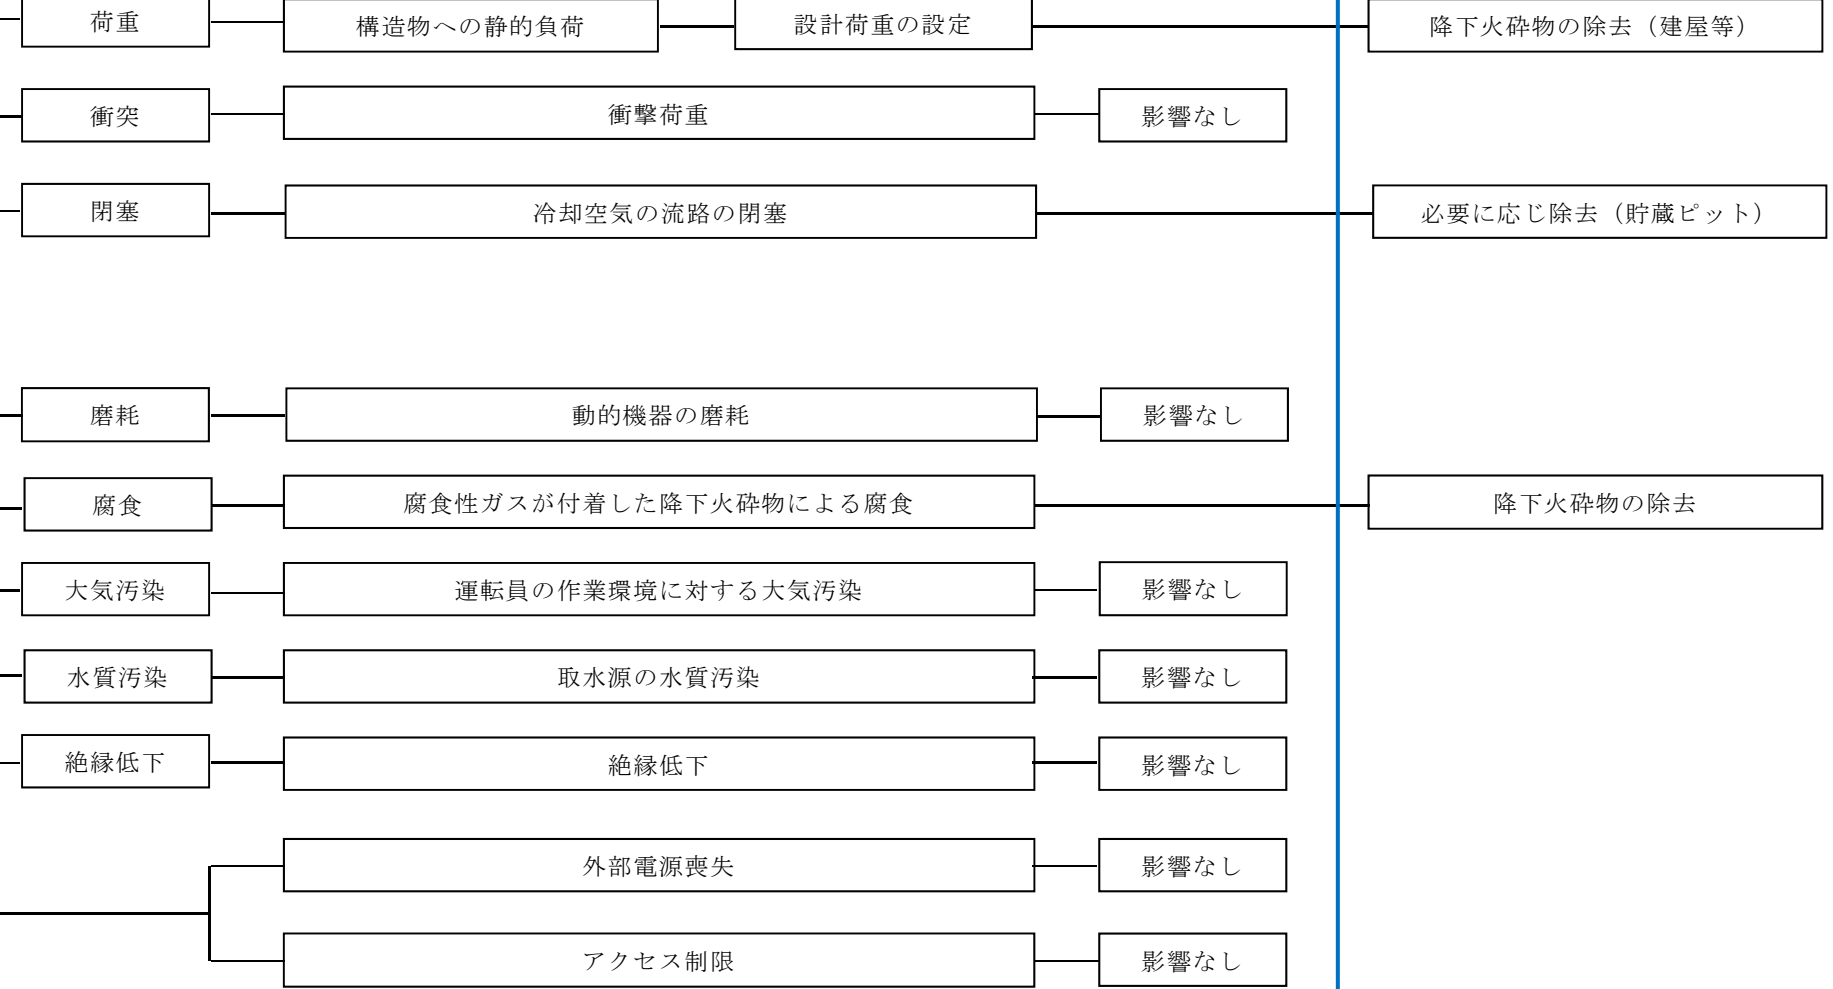 荷重
構造物への静的負荷
設計荷重の設定
降下火砕物の除去（建屋等）
衝突
衝撃荷重
影響なし
閉塞
冷却空気の流路の閉塞
必要に応じ除去（貯蔵ピット）
磨耗
動的機器の磨耗
影響なし
腐食
腐食性ガスが付着した降下火砕物による腐食
降下火砕物の除去
大気汚染
運転員の作業環境に対する大気汚染
影響なし
水質汚染
取水源の水質汚染
影響なし
絶縁低下
絶縁低下
影響なし
外部電源喪失
影響なし
アクセス制限
影響なし